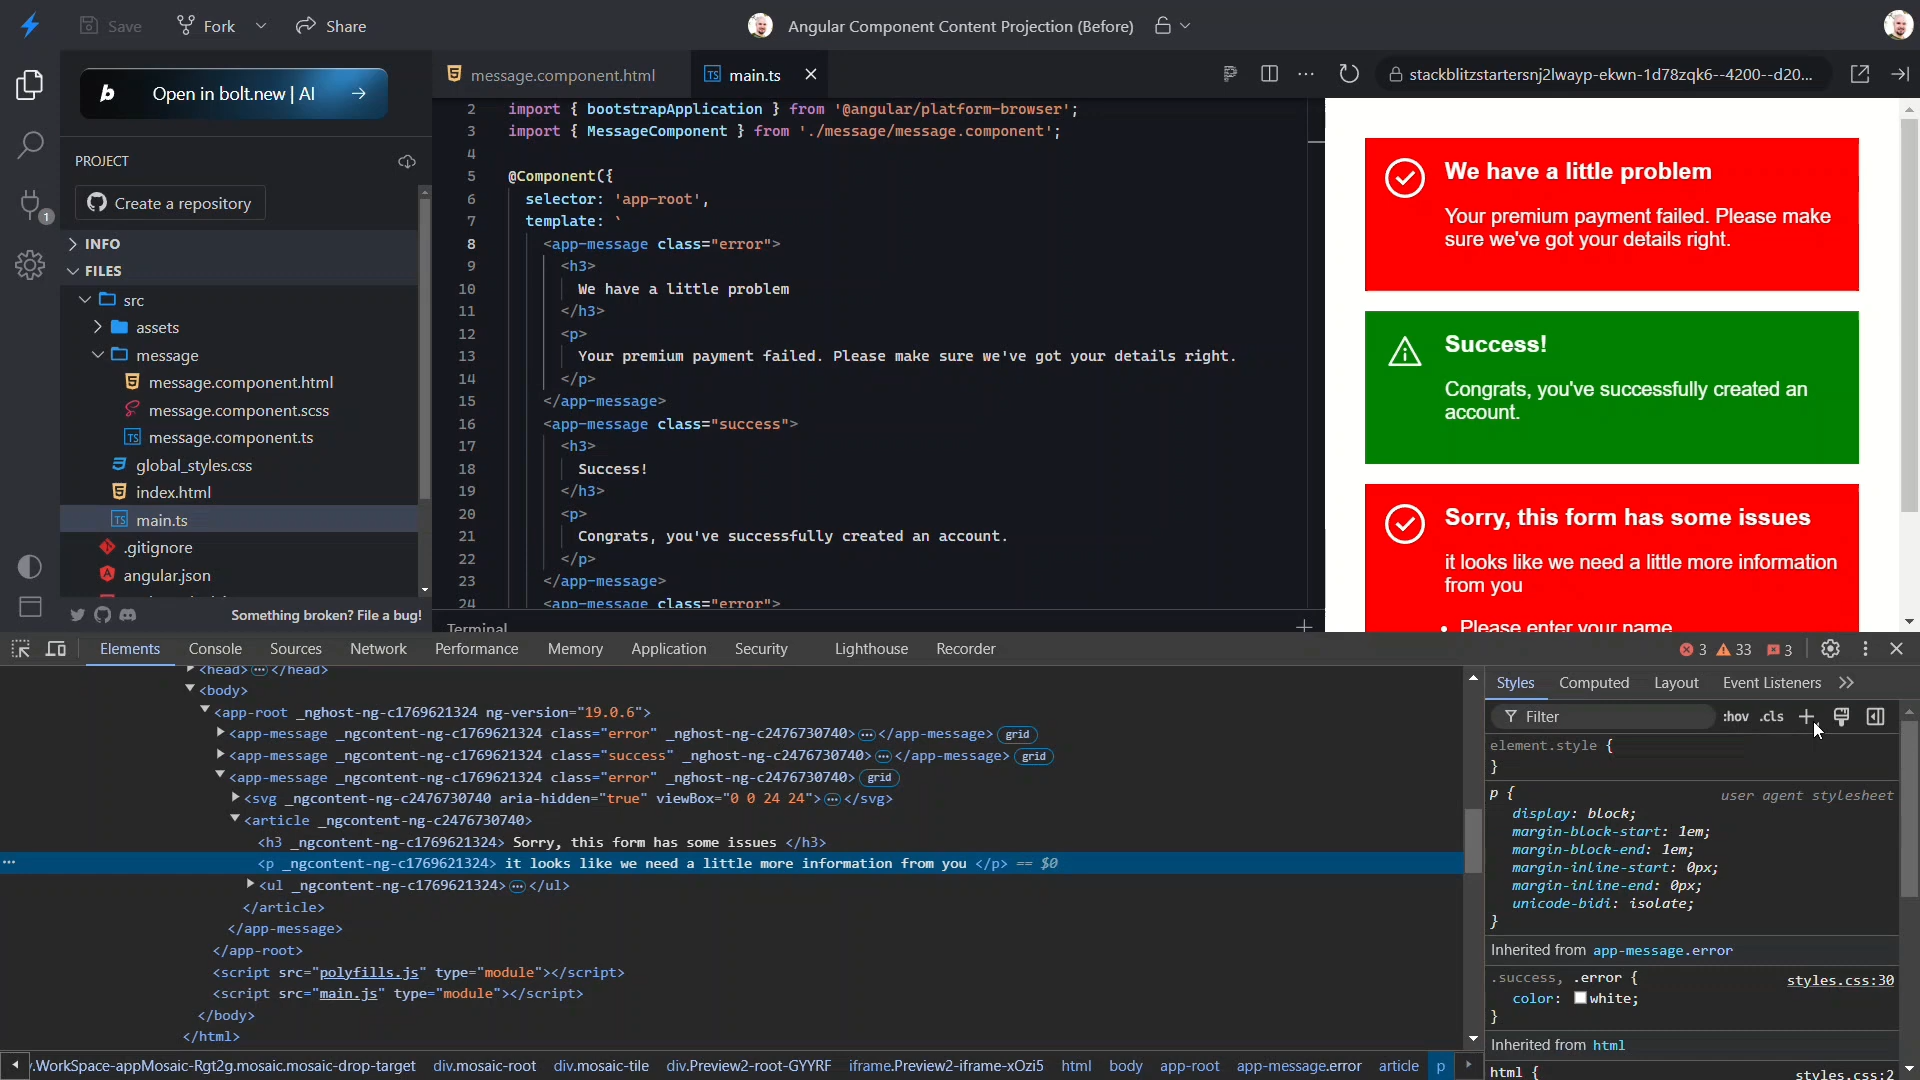 Save
Fork
Share
Angular Component Content Projection (Before)
Open in bolt.new | AI
PROJECT
Create a repository
1
INFO
FILES
src
assets
message
message.component.html
message.component.scss
message.component.ts
global_styles.css
index.html
main.ts
.gitignore
angular.json
Something broken? File a bug!
message.component.html
main.ts
2 import { bootstrapApplication } from '@angular/platform-browser';
3 import { MessageComponent } from './message/message.component';
4
5 @Component({
6 selector: 'app-root',
7 template: `
8 <app-message class="error">
9 <h3>
10 We have a little problem
11 </h3>
12 <p>
13 Your premium payment failed. Please make sure we've got your details right.
14 </p>
15 </app-message>
16 <app-message class="success">
17 <h3>
18 Success!
19 </h3>
20 <p>
21 Congrats, you've successfully created an account.
22 </p>
23 </app-message>
24 <app-message class="error">
Terminal
stackblitzstartersnj2lwayp-ekwn-1d78zqk6--4200--d20...
We have a little problem
Your premium payment failed. Please make
sure we've got your details right.
Success!
Congrats, you've successfully created an
account.
Sorry, this form has some issues
it looks like we need a little more information
from you
• Please enter your name
Elements Console Sources Network Performance Memory Application Security Lighthouse Recorder
3 33 3
<head> ⋯ </head>
<body>
<app-root _nghost-ng-c1769621324 ng-version="19.0.6">
<app-message _ngcontent-ng-c1769621324 class="error" _nghost-ng-c2476730740> ⋯ </app-message> grid
<app-message _ngcontent-ng-c1769621324 class="success" _nghost-ng-c2476730740> ⋯ </app-message> grid
<app-message _ngcontent-ng-c1769621324 class="error" _nghost-ng-c2476730740> grid
<svg _ngcontent-ng-c2476730740 aria-hidden="true" viewBox="0 0 24 24"> ⋯ </svg>
<article _ngcontent-ng-c2476730740>
<h3 _ngcontent-ng-c1769621324> Sorry, this form has some issues </h3>
<p _ngcontent-ng-c1769621324> it looks like we need a little more information from you </p> == $0
<ul _ngcontent-ng-c1769621324> ⋯ </ul>
</article>
</app-message>
</app-root>
<script src="polyfills.js" type="module"></script>
<script src="main.js" type="module"></script>
</body>
</html>
.WorkSpace-appMosaic-Rgt2g.mosaic.mosaic-drop-target div.mosaic-root div.mosaic-tile div.Preview2-root-GYYRF iframe.Preview2-iframe-xOzi5 html body app-root app-message.error article p
Styles Computed Layout Event Listeners
Filter
:hov .cls
element.style {
}
p { user agent stylesheet
display: block;
margin-block-start: 1em;
margin-block-end: 1em;
margin-inline-start: 0px;
margin-inline-end: 0px;
unicode-bidi: isolate;
}
Inherited from app-message.error
.success, .error { styles.css:30
color: white;
}
Inherited from html
html { styles.css:2